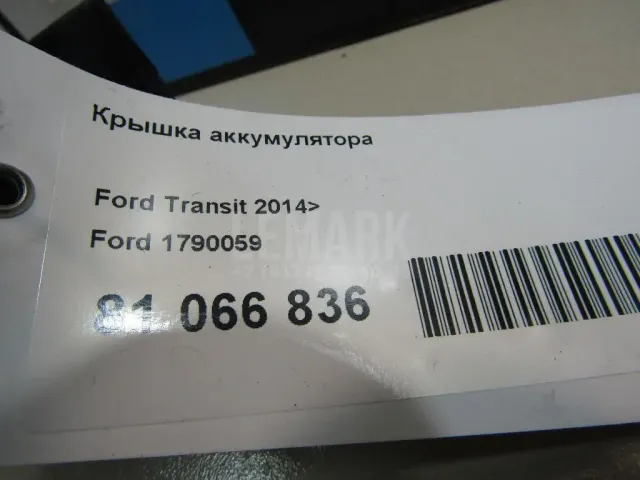 Крышка аккумулятора
Ford Transit 2014>
Ford 1790059
81 066 836